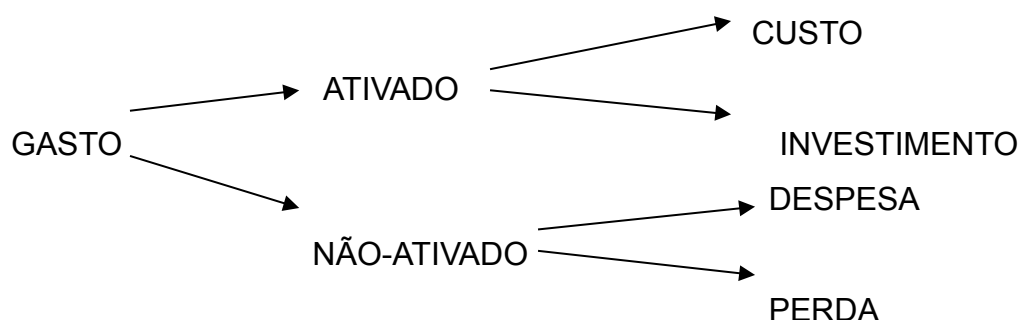 CUSTO
ATIVADO
GASTO
INVESTIMENTO
DESPESA
NÃO-ATIVADO
PERDA